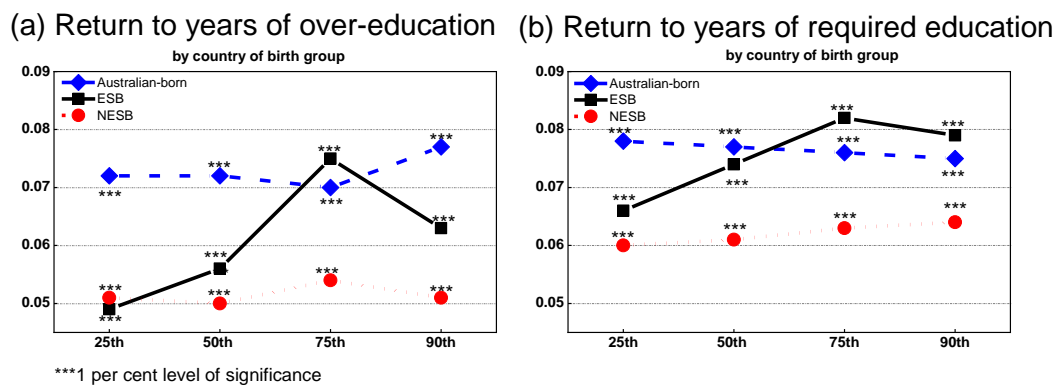 (a) Return to years of over-education
by country of birth group
0.09
Australian-born
ESB
NESB
0.08
0.07
0.06
0.05
***
***
***
***
***
***
***
***
***
***
***
***
25th
50th
75th
90th
***1 per cent level of significance
(b) Return to years of required education
by country of birth group
0.09
Australian-born
ESB
NESB
0.08
0.07
0.06
0.05
***
***
***
***
***
***
***
***
***
***
***
***
25th
50th
75th
90th